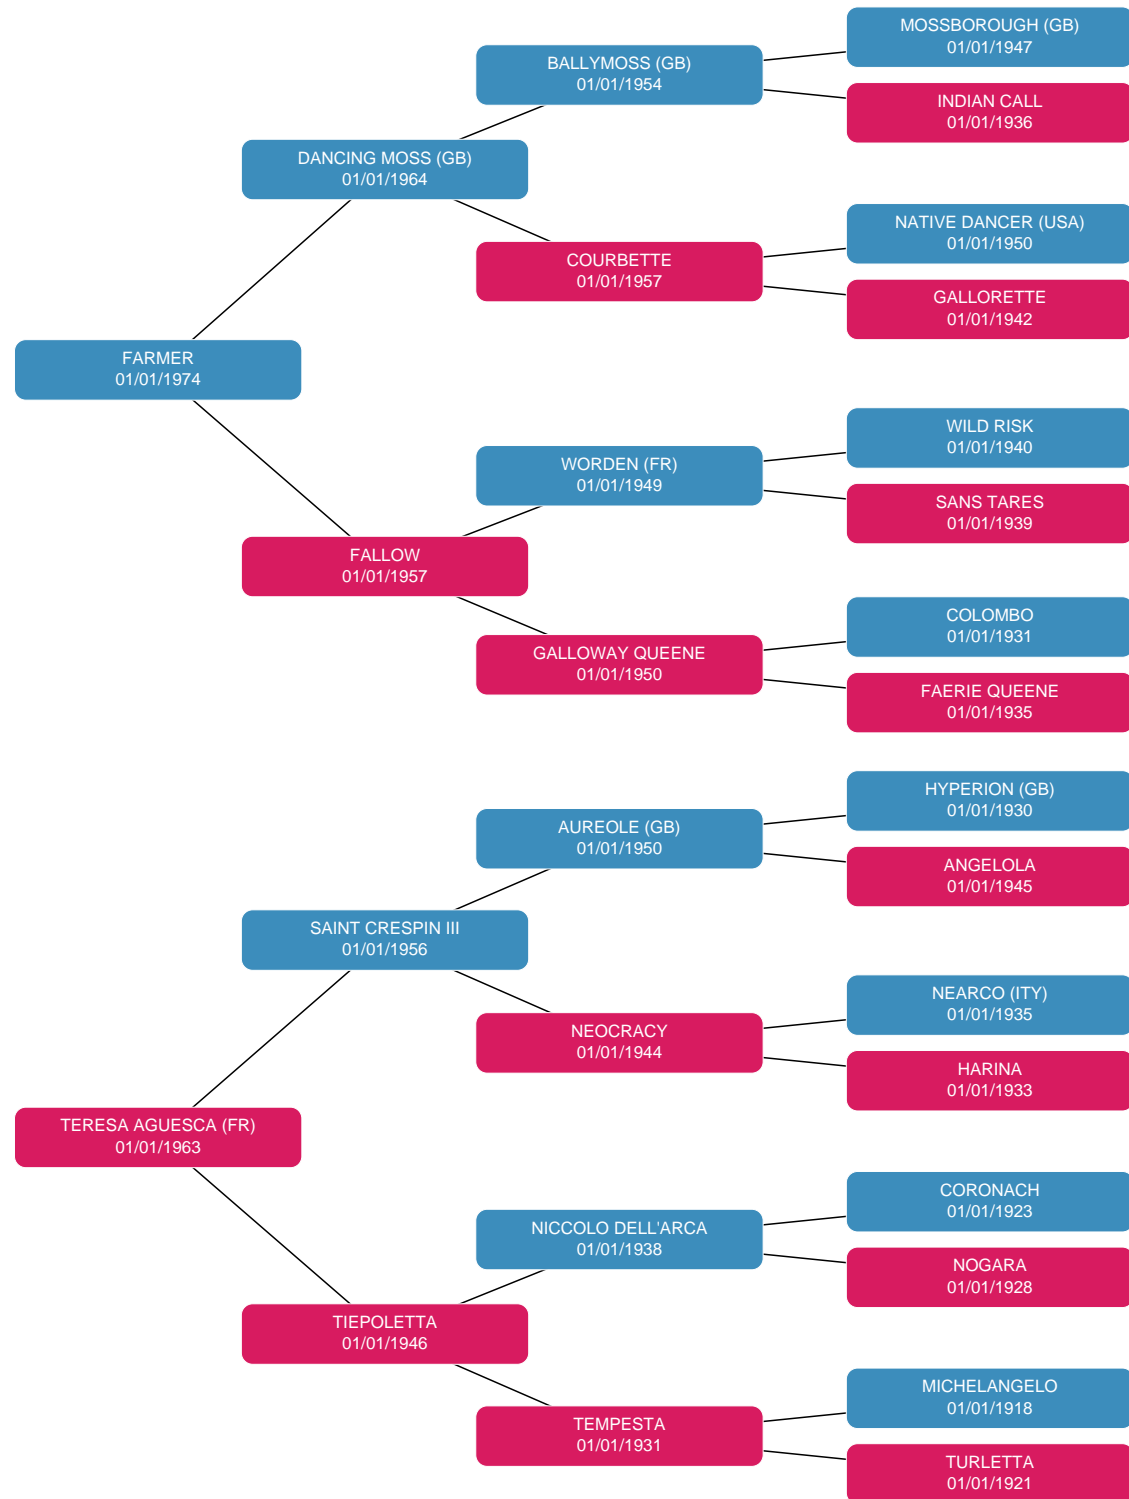 MOSSBOROUGH (GB)
01/01/1947
BALLYMOSS (GB)
01/01/1954
INDIAN CALL
01/01/1936
DANCING MOSS (GB)
01/01/1964
NATIVE DANCER (USA)
01/01/1950
COURBETTE
01/01/1957
GALLORETTE
01/01/1942
FARMER
01/01/1974
WILD RISK
01/01/1940
WORDEN (FR)
01/01/1949
SANS TARES
01/01/1939
FALLOW
01/01/1957
COLOMBO
01/01/1931
GALLOWAY QUEENE
01/01/1950
FAERIE QUEENE
01/01/1935
HYPERION (GB)
01/01/1930
AUREOLE (GB)
01/01/1950
ANGELOLA
01/01/1945
SAINT CRESPIN III
01/01/1956
NEARCO (ITY)
01/01/1935
NEOCRACY
01/01/1944
HARINA
01/01/1933
TERESA AGUESCA (FR)
01/01/1963
CORONACH
01/01/1923
NICCOLO DELL'ARCA
01/01/1938
NOGARA
01/01/1928
TIEPOLETTA
01/01/1946
MICHELANGELO
01/01/1918
TEMPESTA
01/01/1931
TURLETTA
01/01/1921